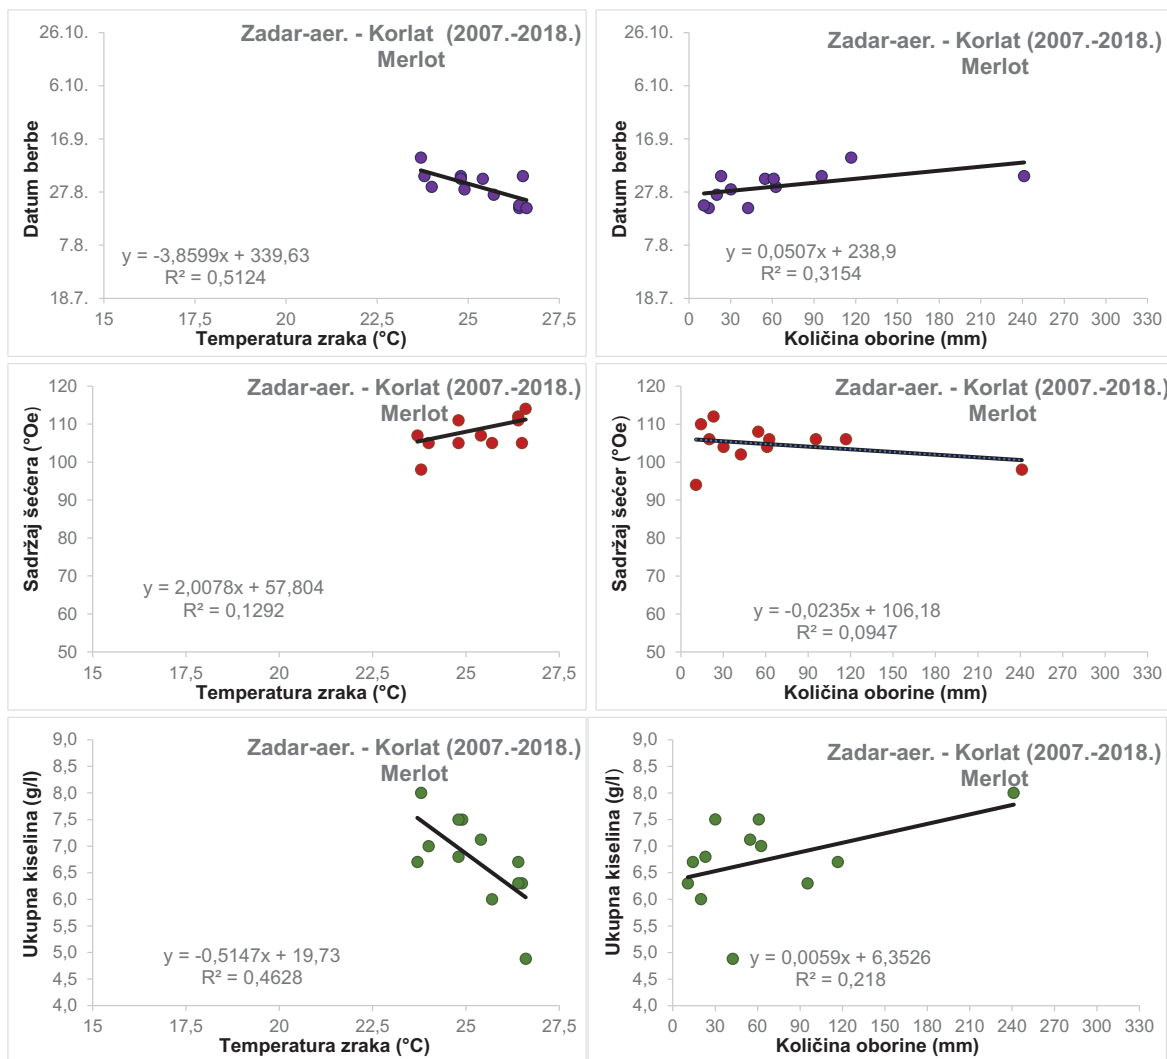 Zadar-aer. - Korlat (2007.-2018.)
Merlot
Datum berbe
26.10.
6.10.
16.9.
27.8.
7.8.
18.7.
y = -3,8599x + 339,63
R² = 0,5124
15 17,5 20 22,5 25 27,5
Temperatura zraka (°C)
Zadar-aer. - Korlat (2007.-2018.)
Merlot
Datum berbe
26.10.
6.10.
16.9.
27.8.
7.8.
18.7.
y = 0,0507x + 238,9
R² = 0,3154
0 30 60 90 120 150 180 210 240 270 300 330
Količina oborine (mm)
Zadar-aer. - Korlat (2007.-2018.)
Merlot
Sadržaj šećera (°Oe)
120
110
100
90
80
70
60
50
y = 2,0078x + 57,804
R² = 0,1292
15 17,5 20 22,5 25 27,5
Temperatura zraka (°C)
Zadar-aer. - Korlat (2007.-2018.)
Merlot
Sadržaj šećer (°Oe)
120
110
100
90
80
70
60
50
y = -0,0235x + 106,18
R² = 0,0947
0 30 60 90 120 150 180 210 240 270 300 330
Količina oborine (mm)
Zadar-aer. - Korlat (2007.-2018.)
Merlot
Ukupna kiselina (g/l)
9,0
8,5
8,0
7,5
7,0
6,5
6,0
5,5
5,0
4,5
4,0
y = -0,5147x + 19,73
R² = 0,4628
15 17,5 20 22,5 25 27,5
Temperatura zraka (°C)
Zadar-aer. - Korlat (2007.-2018.)
Merlot
Ukupna kiselina (g/l)
9,0
8,5
8,0
7,5
7,0
6,5
6,0
5,5
5,0
4,5
4,0
y = 0,0059x + 6,3526
R² = 0,218
0 30 60 90 120 150 180 210 240 270 300 330
Količina oborine (mm)